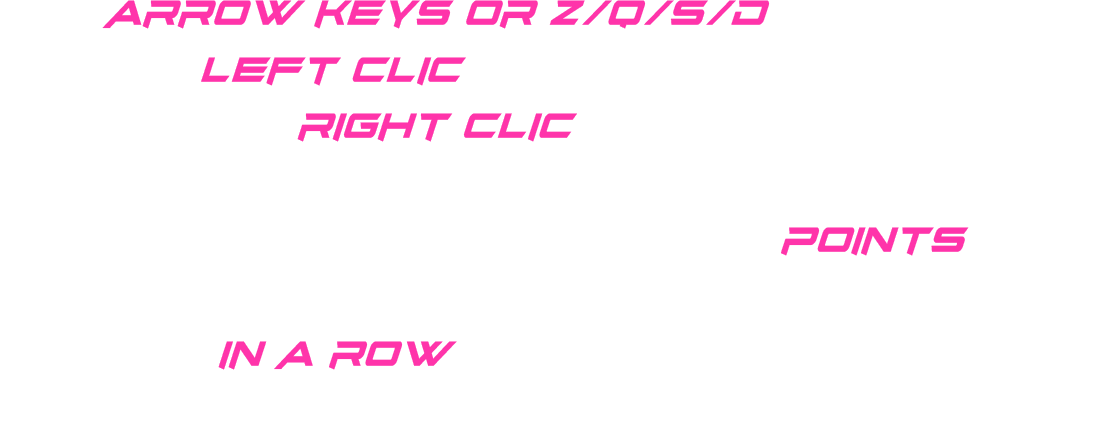 ARROW KEYS OR Z/Q/S/D
LEFT CLIC
RIGHT CLIC
POINTS
IN A ROW